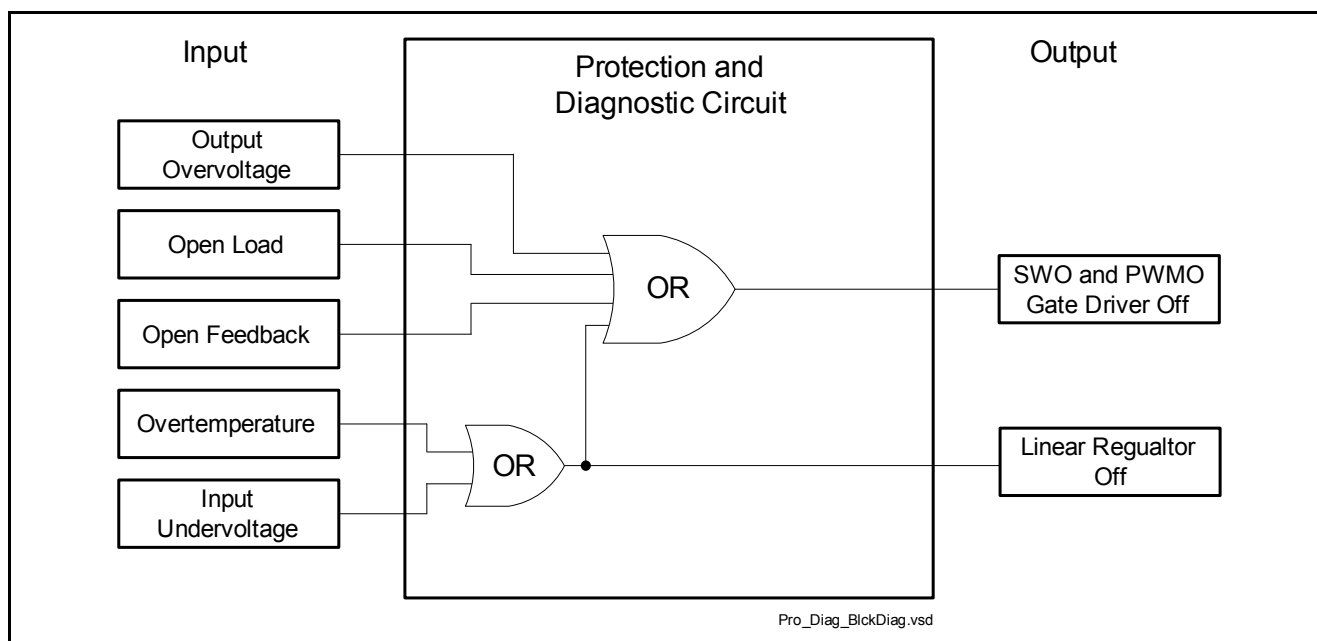 Input
Protection and
Diagnostic Circuit
Output
Output
Overvoltage
Open Load
Open Feedback
Overtemperature
Input
Undervoltage
OR
OR
SWO and PWMO
Gate Driver Off
Linear Regualtor
Off
Pro_Diag_BlckDiag.vsd